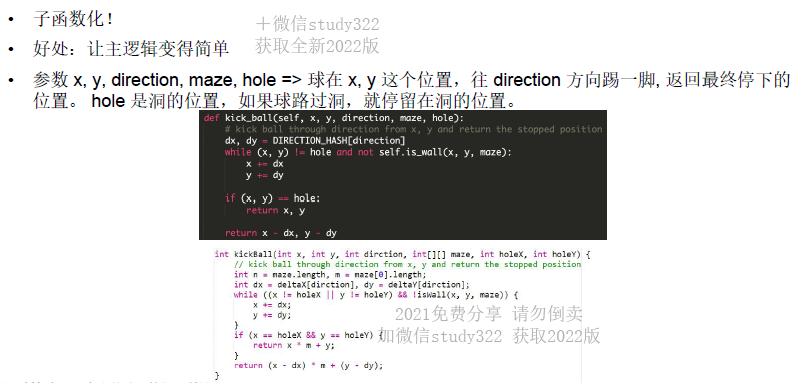 • 子函数化！
＋微信study322
• 好处：让主逻辑变得简单
获取全新2022版
• 参数 x, y, direction, maze, hole => 球在 x, y 这个位置，往 direction 方向踢一脚, 返回最终停下的
位置。 hole 是洞的位置，如果球路过洞，就停留在洞的位置。
def kick_ball(self, x, y, direction, maze, hole):
# kick ball through direction from x, y and return the stopped position
dx, dy = DIRECTION_HASH[direction]
while (x, y) != hole and not self.is_wall(x, y, maze):
x += dx
y += dy
if (x, y) == hole:
return x, y
return x - dx, y - dy
int kickBall(int x, int y, int dirction, int[][] maze, int holeX, int holeY) {
// kick ball through direction from x, y and return the stopped position
int n = maze.length, m = maze[0].length;
int dx = deltaX[dirction], dy = deltaY[dirction];
while ((x != holeX || y != holeY) && !isWall(x, y, maze)) {
x += dx;
y += dy;
}
2021免费分享 请勿倒卖
if (x == holeX && y == holeY) {
加微信study322 获取2022版
return x * m + y;
}
return (x - dx) * m + (y - dy);
}